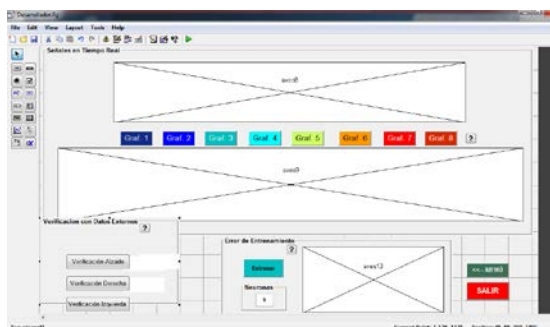 File Edit View Layout Tools Help
Señales en Tiempo Real
Graf. 1 Graf. 2 Graf. 3 Graf. 4 Graf. 5 Graf. 6 Graf. 7 Graf. 8 ?
Verificacion con Datos Externos
?
Verificación Alzado
Verificación Derecha
Verificación Izquierda
Error de Entrenamiento
?
Entrenar
Neuronas
axes13
<<--MENÚ
SALIR